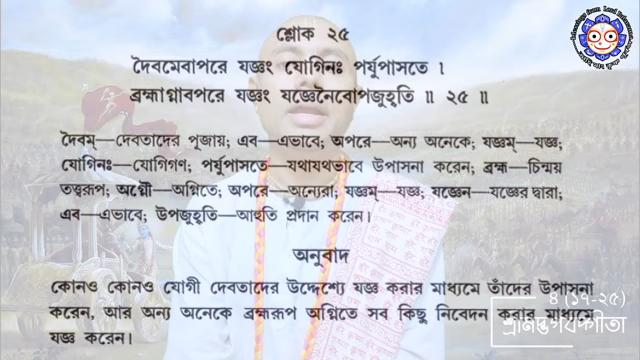 শ্লোক ২৫
দৈবমেবাপরে যজ্ঞং যোগিনঃ পর্যুপাসতে ৷
ব্রহ্মাগ্নাবপরে যজ্ঞং যজ্ঞেনৈবোপজুহ্বতি ॥ ২৫ ॥
দৈবম্—দেবতাদের পূজায়; এব—এভাবে; অপরে—অন্য অনেকে; যজ্ঞম্—যজ্ঞ;
যোগিনঃ—যোগিগণ; পর্যুপাসতে—যথাযথভাবে উপাসনা করেন; ব্রহ্ম—চিন্ময়
তত্ত্বরূপ; অগ্নৌ—অগ্নিতে; অপরে—অন্যেরা; যজ্ঞম্—যজ্ঞ; যজ্ঞেন—যজ্ঞের দ্বারা;
এব—এভাবে; উপজুহ্বতি—আহুতি প্রদান করেন।
অনুবাদ
কোনও কোনও যোগী দেবতাদের উদ্দেশ্যে যজ্ঞ করার মাধ্যমে তাঁদের উপাসনা
করেন, আর অন্য অনেকে ব্রহ্মরূপ অগ্নিতে সব কিছু নিবেদন করার মাধ্যমে
যজ্ঞ করেন।
৪ (১৭-২৫)
শ্রীমদ্ভগবদ্গীতা